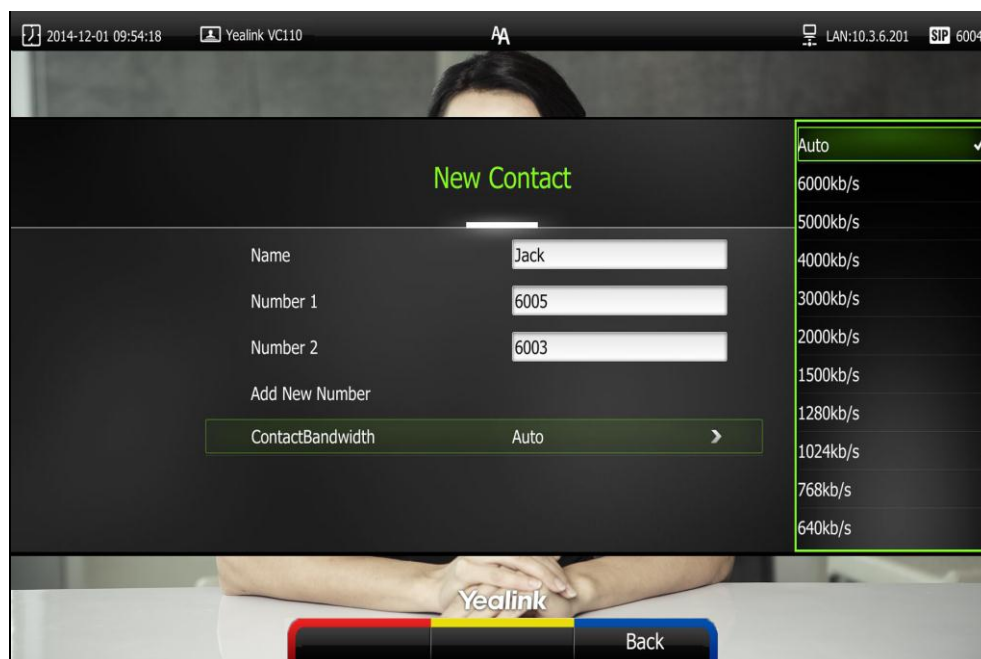 2014-12-01 09:54:18 Yealink VC110 AA LAN:10.3.6.201 SIP 6004
New Contact
Name Jack
Number 1 6005
Number 2 6003
Add New Number
ContactBandwidth Auto
Auto
6000kb/s
5000kb/s
4000kb/s
3000kb/s
2000kb/s
1500kb/s
1280kb/s
1024kb/s
768kb/s
640kb/s
Yealink
Back